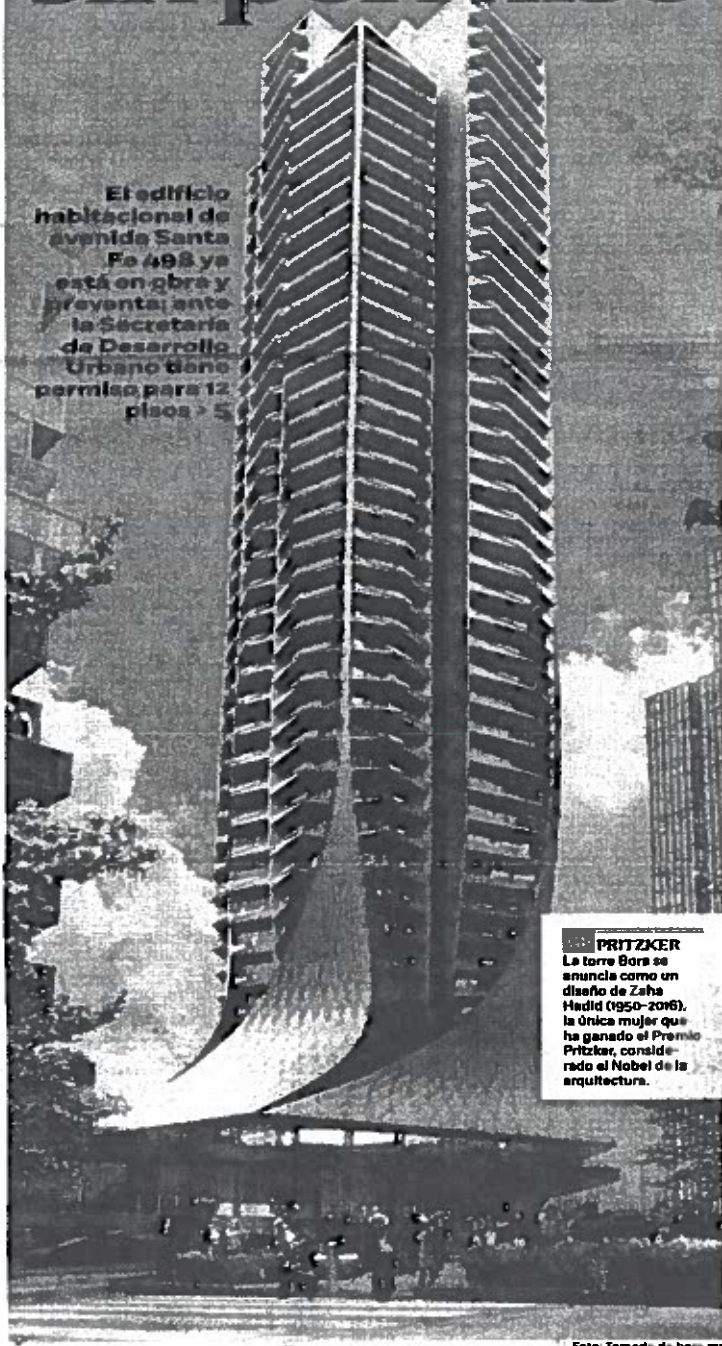 El edificio
habitacional de
avenida Santa
Fe 498 ya
está en obra y
preventa; ante
la Secretaría
de Desarrollo
Urbano tiene
permiso para 12
pisos > 5
PRITZKER
La torre Bora se
anuncia como un
diseño de Zaha
Hadid (1950-2016),
la única mujer que
ha ganado el Premio
Pritzker, conside-
rado el Nobel de la
arquitectura.